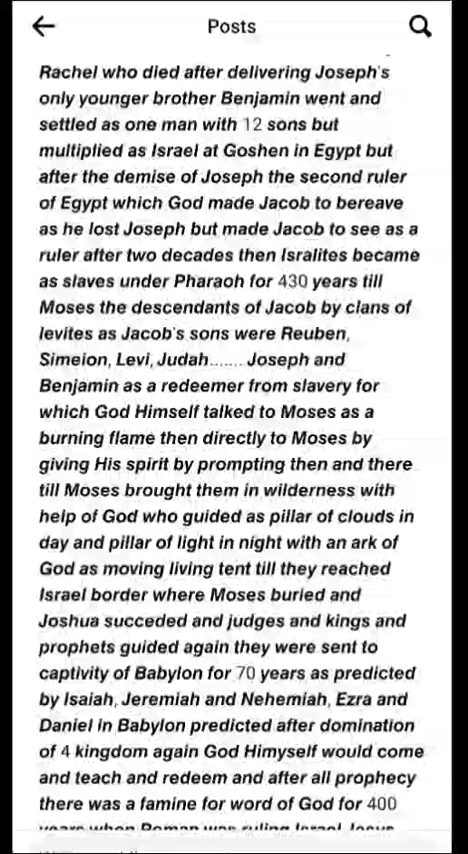 Posts
Rachel who died after delivering Joseph's
only younger brother Benjamin went and
settled as one man with 12 sons but
multiplied as Israel at Goshen in Egypt but
after the demise of Joseph the second ruler
of Egypt which God made Jacob to bereave
as he lost Joseph but made Jacob to see as a
ruler after two decades then Isralites became
as slaves under Pharaoh for 430 years till
Moses the descendants of Jacob by clans of
levites as Jacob's sons were Reuben,
Simeion, Levi, Judah....... Joseph and
Benjamin as a redeemer from slavery for
which God Himself talked to Moses as a
burning flame then directly to Moses by
giving His spirit by prompting then and there
till Moses brought them in wilderness with
help of God who guided as pillar of clouds in
day and pillar of light in night with an ark of
God as moving living tent till they reached
Israel border where Moses buried and
Joshua succeded and judges and kings and
prophets guided again they were sent to
captivity of Babylon for 70 years as predicted
by Isaiah, Jeremiah and Nehemiah, Ezra and
Daniel in Babylon predicted after domination
of 4 kingdom again God Himyself would come
and teach and redeem and after all prophecy
there was a famine for word of God for 400
years when Roman was ruling Israel Jesus